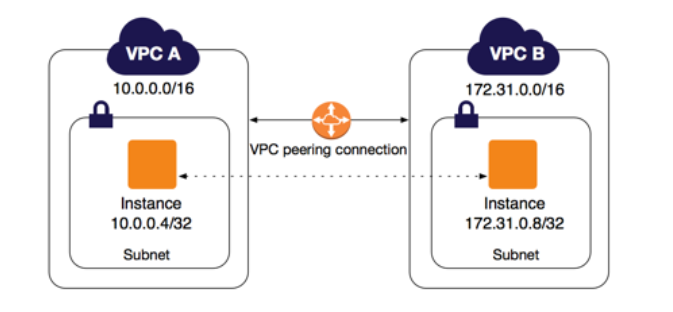 VPC A
10.0.0.0/16
Instance
10.0.0.4/32
Subnet
VPC peering connection
VPC B
172.31.0.0/16
Instance
172.31.0.8/32
Subnet